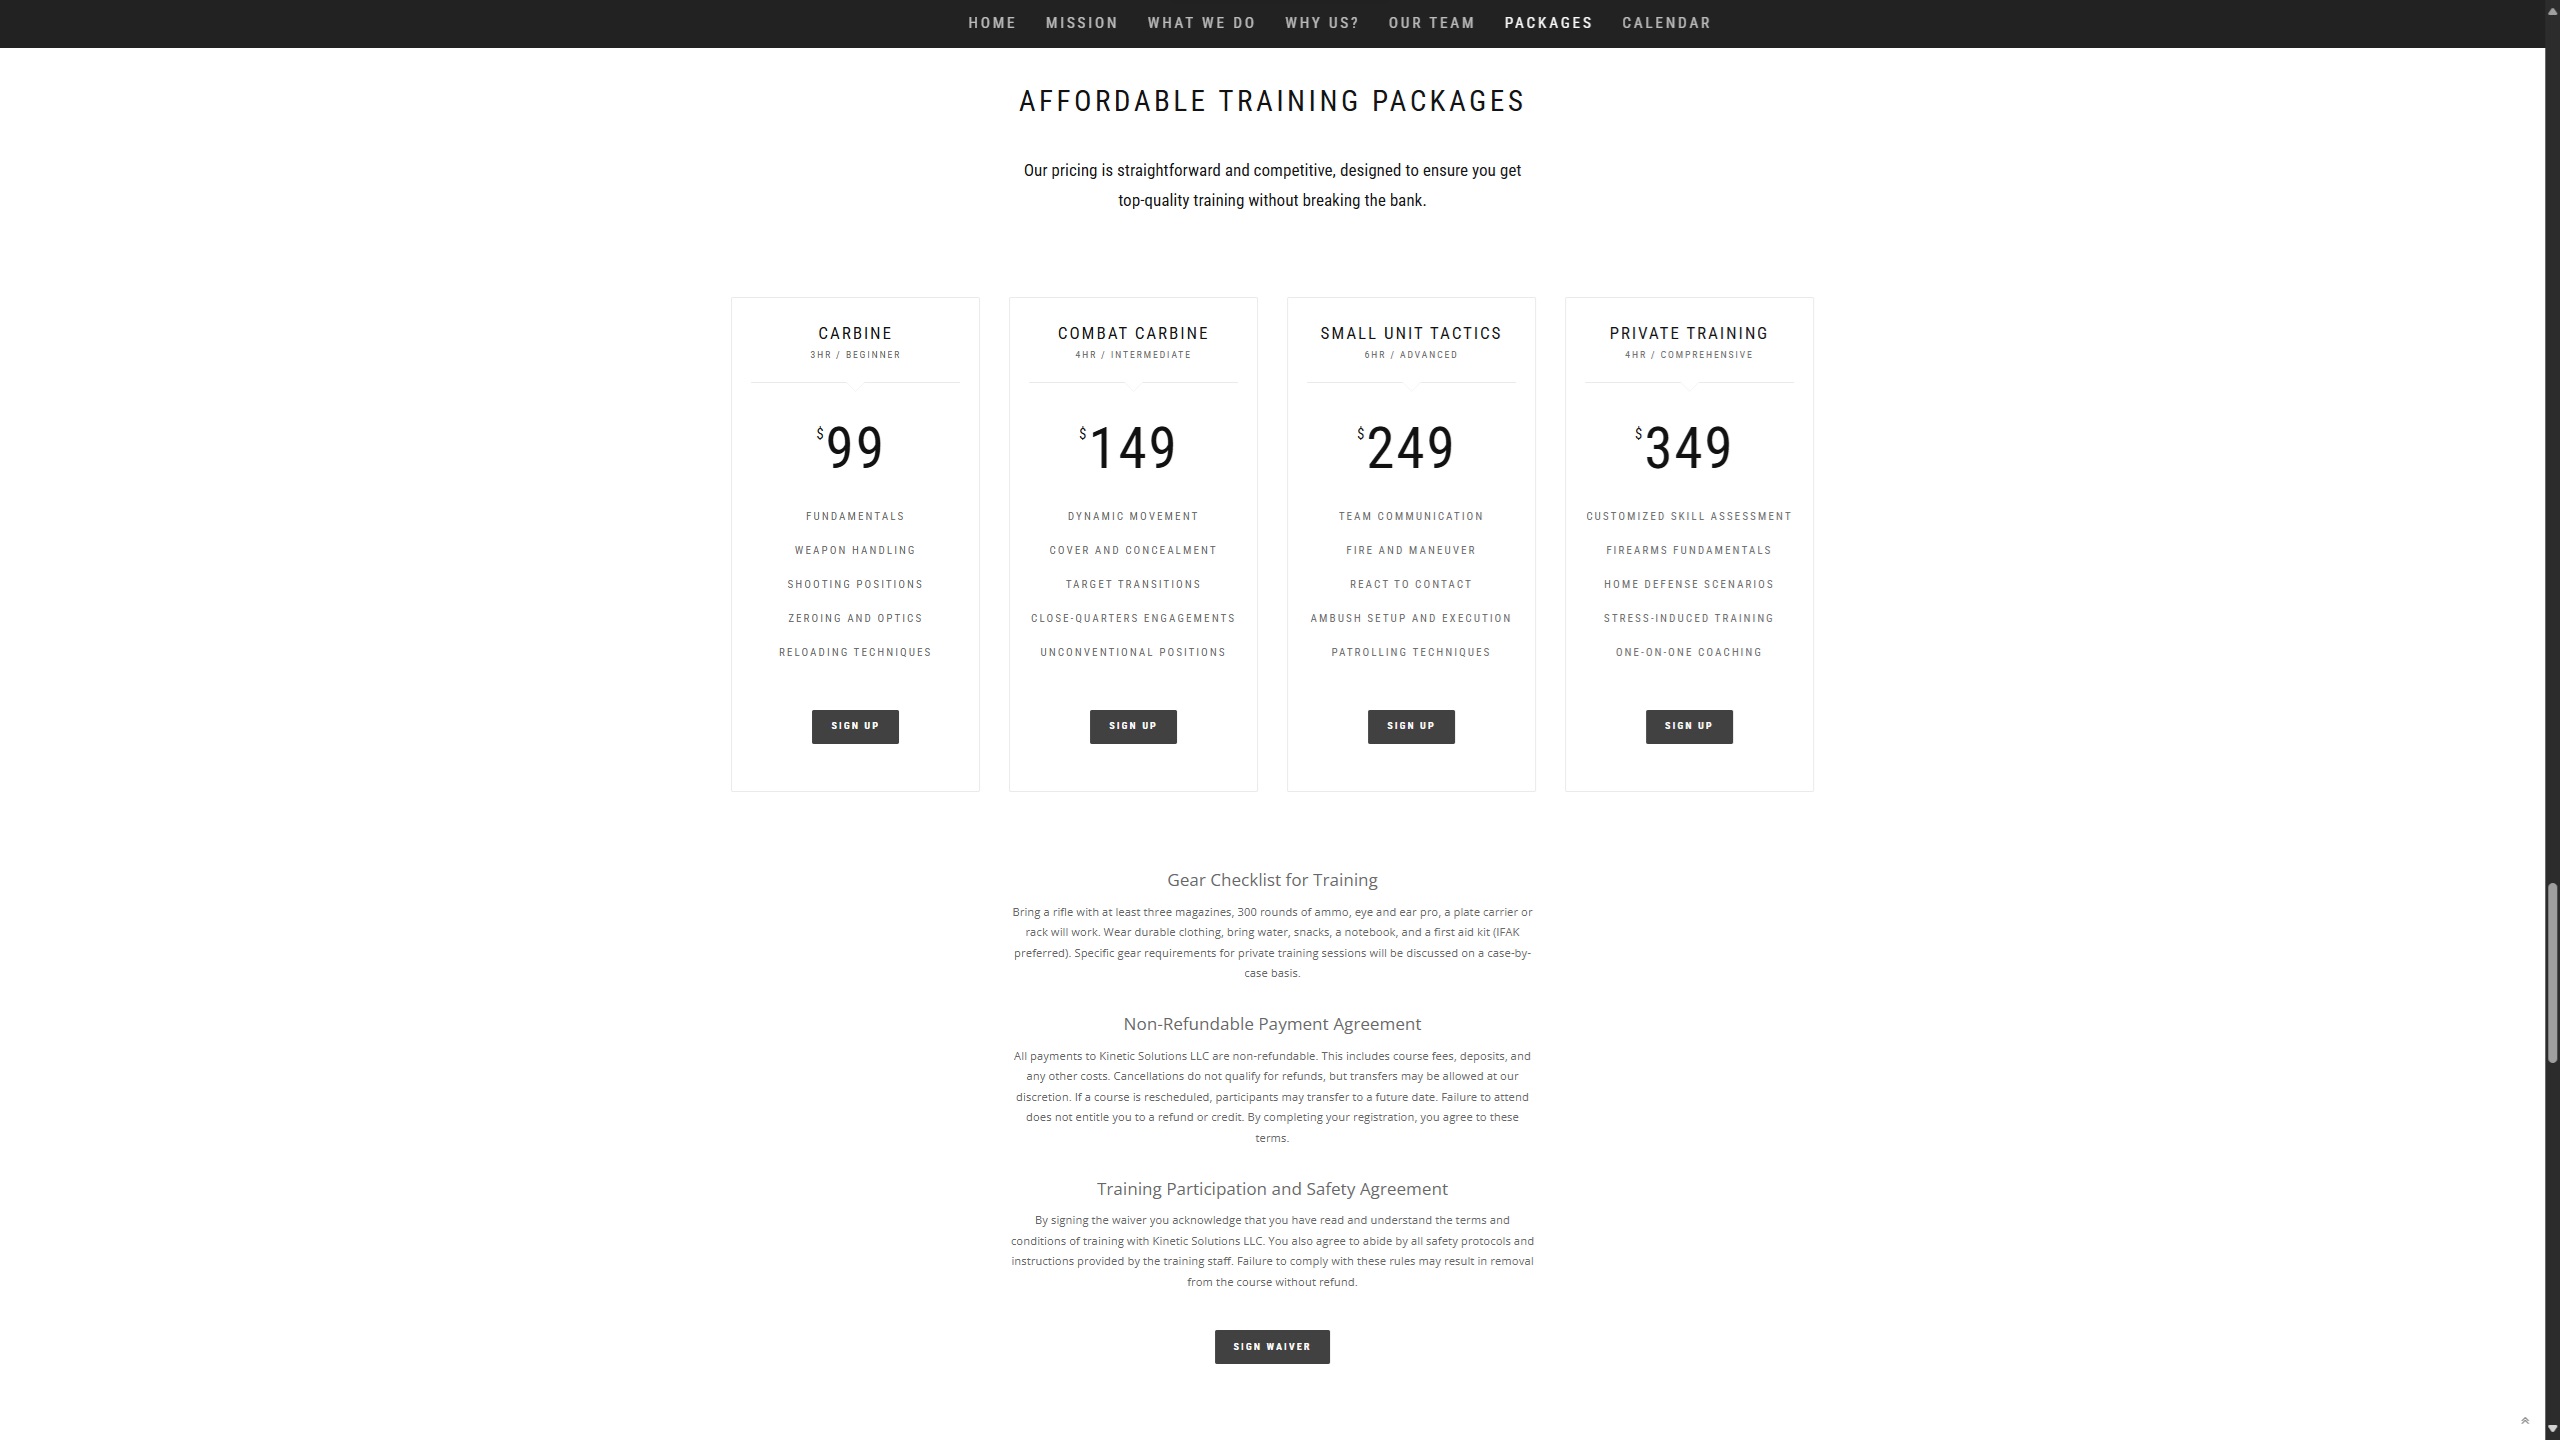 HOME MISSION WHAT WE DO WHY US? OUR TEAM PACKAGES CALENDAR
AFFORDABLE TRAINING PACKAGES
Our pricing is straightforward and competitive, designed to ensure you get
top-quality training without breaking the bank.
CARBINE
3HR / BEGINNER
$99
FUNDAMENTALS
WEAPON HANDLING
SHOOTING POSITIONS
ZEROING AND OPTICS
RELOADING TECHNIQUES
SIGN UP
COMBAT CARBINE
4HR / INTERMEDIATE
$149
DYNAMIC MOVEMENT
COVER AND CONCEALMENT
TARGET TRANSITIONS
CLOSE-QUARTERS ENGAGEMENTS
UNCONVENTIONAL POSITIONS
SIGN UP
SMALL UNIT TACTICS
6HR / ADVANCED
$249
TEAM COMMUNICATION
FIRE AND MANEUVER
REACT TO CONTACT
AMBUSH SETUP AND EXECUTION
PATROLLING TECHNIQUES
SIGN UP
PRIVATE TRAINING
4HR / COMPREHENSIVE
$349
CUSTOMIZED SKILL ASSESSMENT
FIREARMS FUNDAMENTALS
HOME DEFENSE SCENARIOS
STRESS-INDUCED TRAINING
ONE-ON-ONE COACHING
SIGN UP
Gear Checklist for Training
Bring a rifle with at least three magazines, 300 rounds of ammo, eye and ear pro, a plate carrier or
rack will work. Wear durable clothing, bring water, snacks, a notebook, and a first aid kit (IFAK
preferred). Specific gear requirements for private training sessions will be discussed on a case-by-
case basis.
Non-Refundable Payment Agreement
All payments to Kinetic Solutions LLC are non-refundable. This includes course fees, deposits, and
any other costs. Cancellations do not qualify for refunds, but transfers may be allowed at our
discretion. If a course is rescheduled, participants may transfer to a future date. Failure to attend
does not entitle you to a refund or credit. By completing your registration, you agree to these
terms.
Training Participation and Safety Agreement
By signing the waiver you acknowledge that you have read and understand the terms and
conditions of training with Kinetic Solutions LLC. You also agree to abide by all safety protocols and
instructions provided by the training staff. Failure to comply with these rules may result in removal
from the course without refund.
SIGN WAIVER